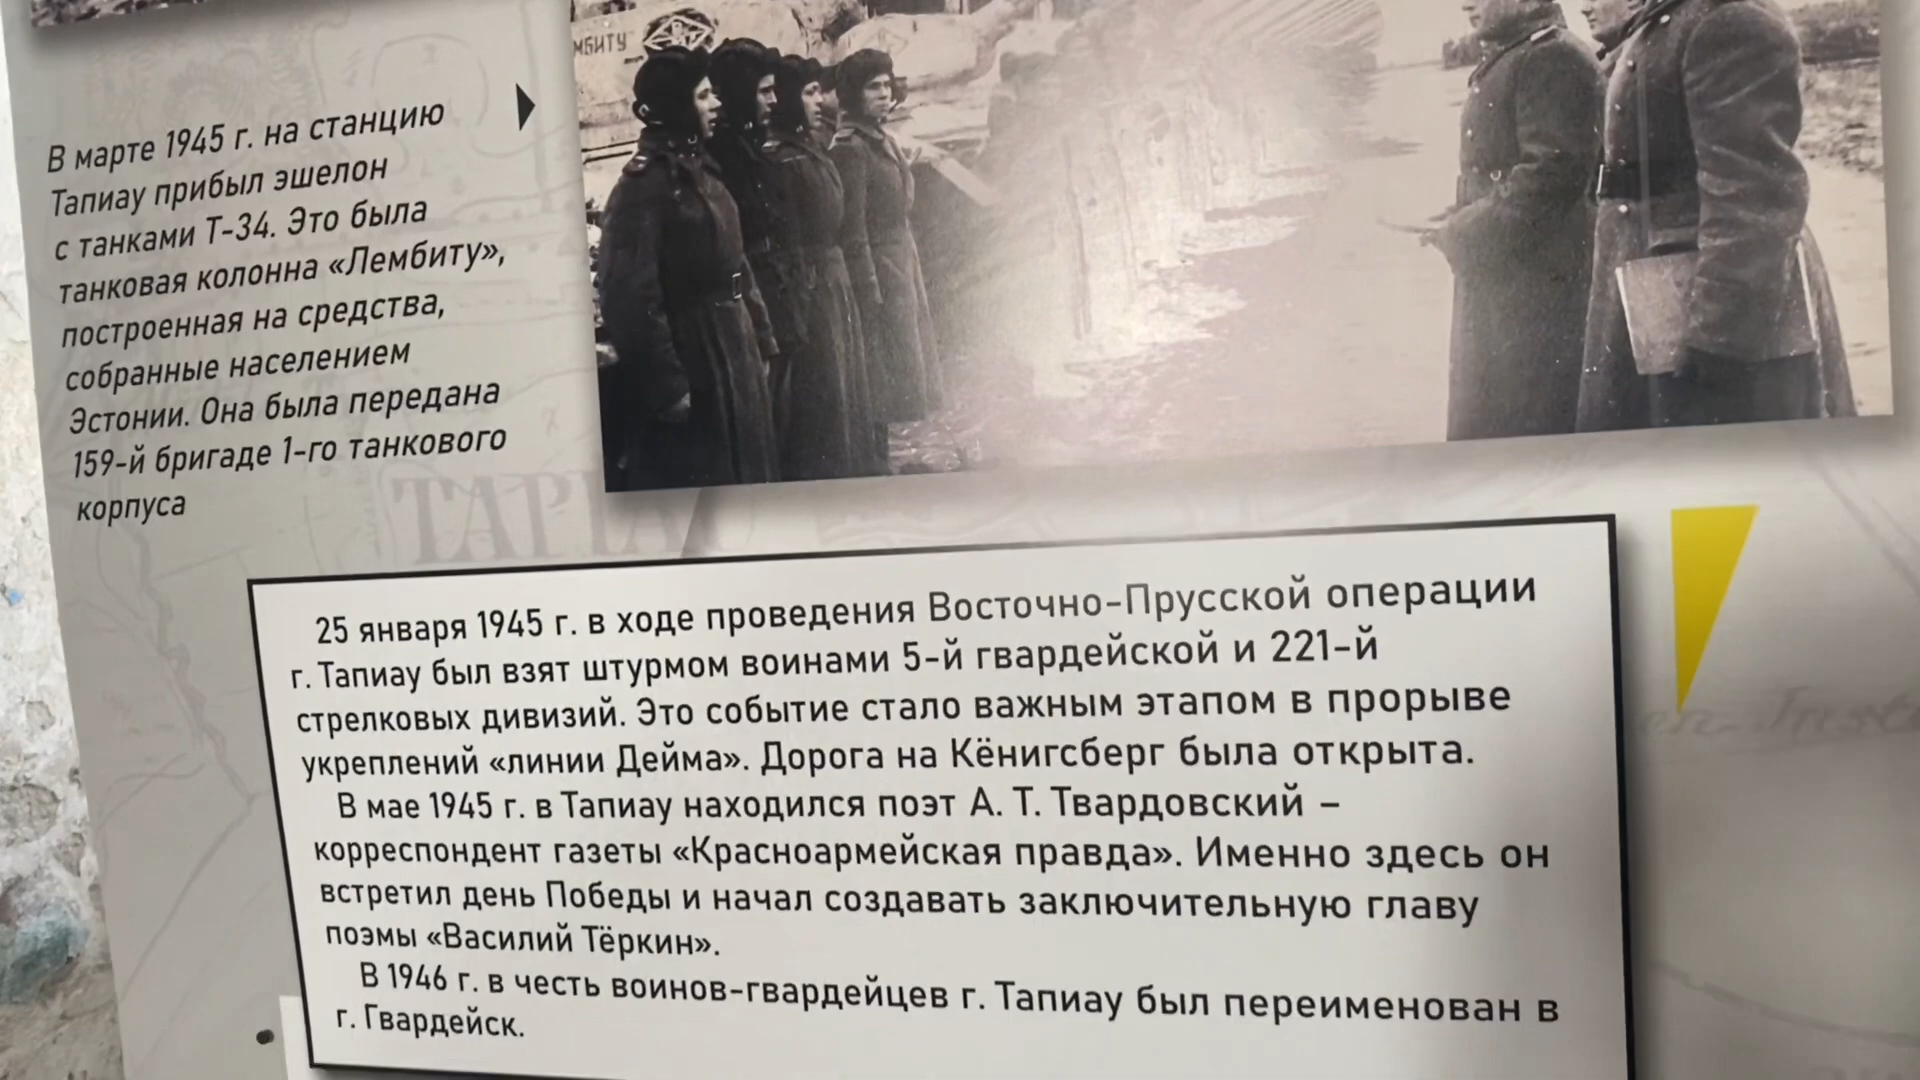 МБИТУ
В марте 1945 г. на станцию
Тапиау прибыл эшелон
с танками Т-34. Это была
танковая колонна «Лембиту»,
построенная на средства,
собранные населением
Эстонии. Она была передана
159-й бригаде 1-го танкового
корпуса
TAPIA
25 января 1945 г. в ходе проведения Восточно-Прусской операции
г. Тапиау был взят штурмом воинами 5-й гвардейской и 221-й
стрелковых дивизий. Это событие стало важным этапом в прорыве
укреплений «линии Дейма». Дорога на Кёнигсберг была открыта.
В мае 1945 г. в Тапиау находился поэт А. Т. Твардовский –
корреспондент газеты «Красноармейская правда». Именно здесь он
встретил день Победы и начал создавать заключительную главу
поэмы «Василий Тёркин».
В 1946 г. в честь воинов-гвардейцев г. Тапиау был переименован в
г. Гвардейск.